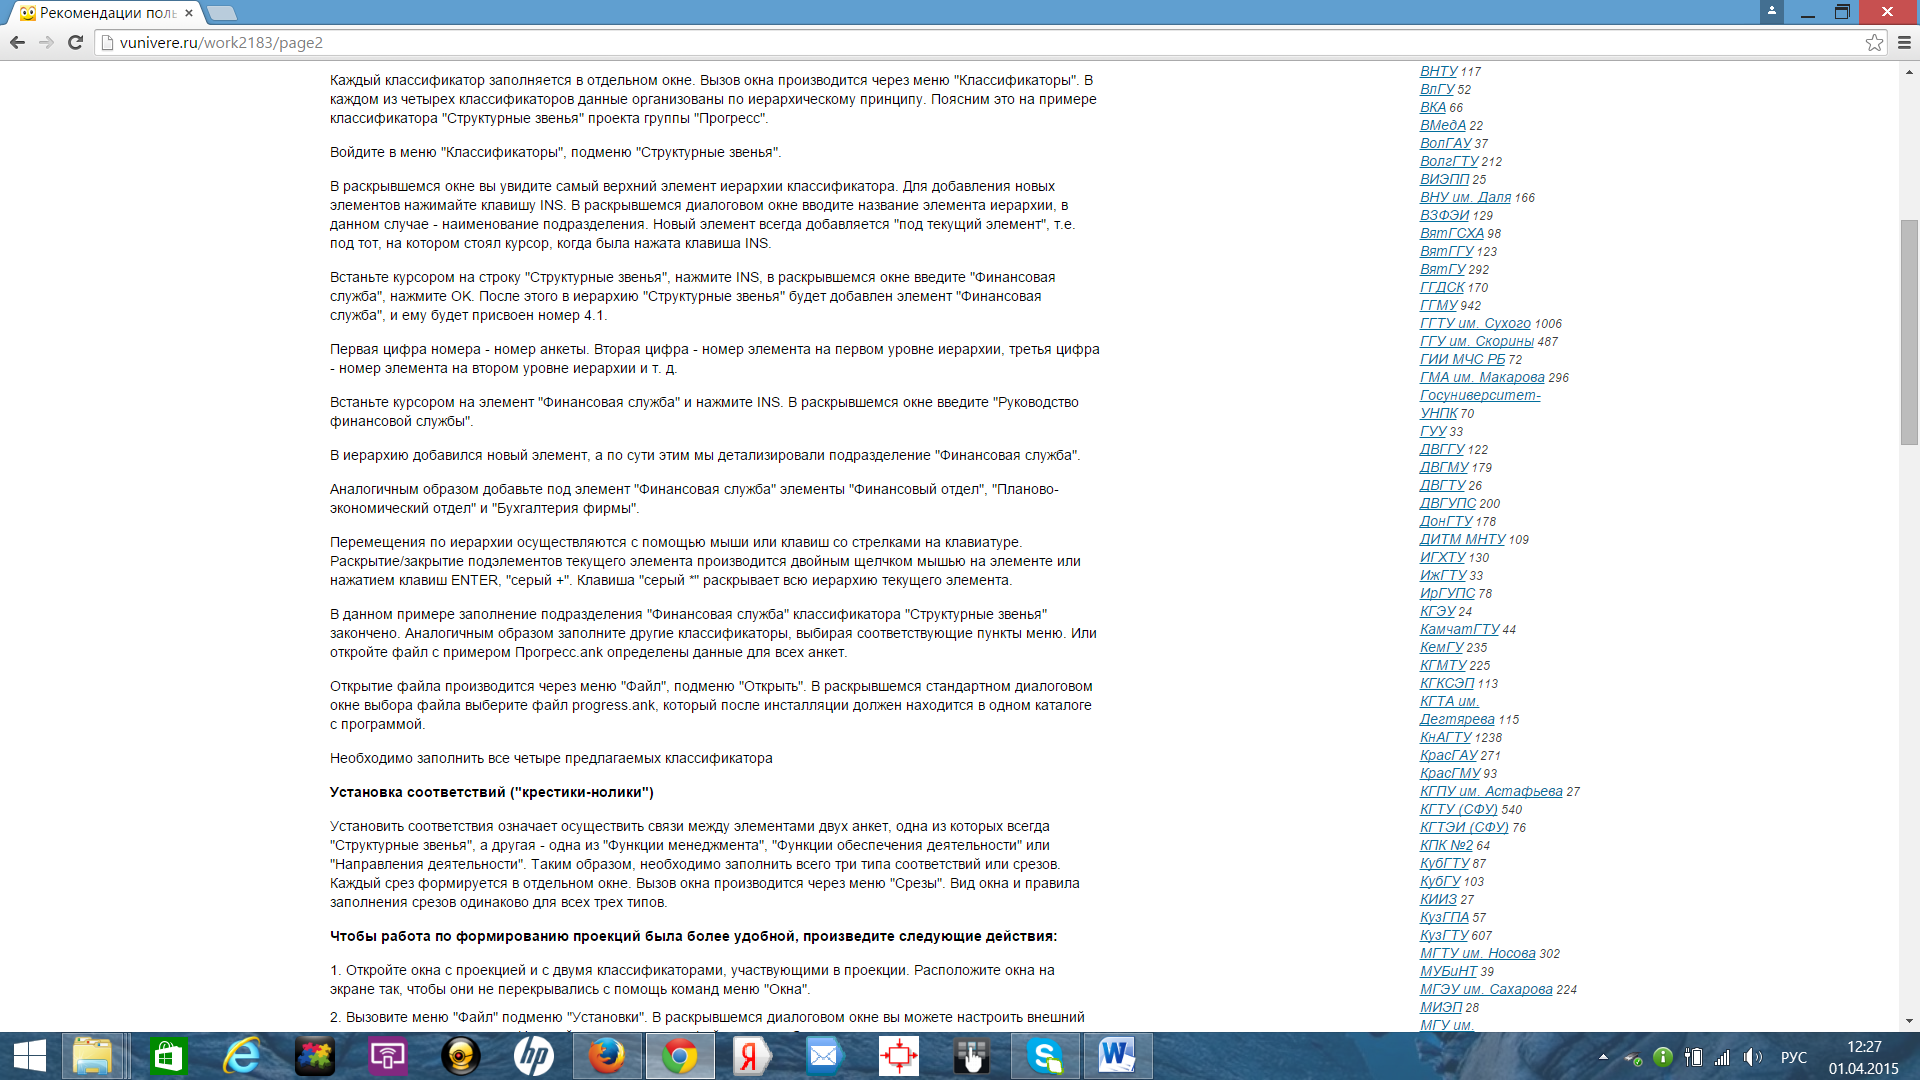 Рекомендации поль
vunivere.ru/work2183/page2
Каждый классификатор заполняется в отдельном окне. Вызов окна производится через меню "Классификаторы". В
каждом из четырех классификаторов данные организованы по иерархическому принципу. Поясним это на примере
классификатора "Структурные звенья" проекта группы "Прогресс".
Войдите в меню "Классификаторы", подменю "Структурные звенья".
В раскрывшемся окне вы увидите самый верхний элемент иерархии классификатора. Для добавления новых
элементов нажимайте клавишу INS. В раскрывшемся диалоговом окне вводите название элемента иерархии, в
данном случае - наименование подразделения. Новый элемент всегда добавляется "под текущий элемент", т.е.
под тот, на котором стоял курсор, когда была нажата клавиша INS.
Встаньте курсором на строку "Структурные звенья", нажмите INS, в раскрывшемся окне введите "Финансовая
служба", нажмите OK. После этого в иерархию "Структурные звенья" будет добавлен элемент "Финансовая
служба", и ему будет присвоен номер 4.1.
Первая цифра номера - номер анкеты. Вторая цифра - номер элемента на первом уровне иерархии, третья цифра
- номер элемента на втором уровне иерархии и т. д.
Встаньте курсором на элемент "Финансовая служба" и нажмите INS. В раскрывшемся окне введите "Руководство
финансовой службы".
В иерархию добавился новый элемент, а по сути этим мы детализировали подразделение "Финансовая служба".
Аналогичным образом добавьте под элемент "Финансовая служба" элементы "Финансовый отдел", "Планово-
экономический отдел" и "Бухгалтерия фирмы".
Перемещения по иерархии осуществляются с помощью мыши или клавиш со стрелками на клавиатуре.
Раскрытие/закрытие подэлементов текущего элемента производится двойным щелчком мышью на элементе или
нажатием клавиш ENTER, "серый +". Клавиша "серый *" раскрывает всю иерархию текущего элемента.
В данном примере заполнение подразделения "Финансовая служба" классификатора "Структурные звенья"
закончено. Аналогичным образом заполните другие классификаторы, выбирая соответствующие пункты меню. Или
откройте файл с примером Прогресс.ank определены данные для всех анкет.
Открытие файла производится через меню "Файл", подменю "Открыть". В раскрывшемся стандартном диалоговом
окне выбора файла выберите файл progress.ank, который после инсталляции должен находится в одном каталоге
с программой.
Необходимо заполнить все четыре предлагаемых классификатора
Установка соответствий ("крестики-нолики")
Установить соответствия означает осуществить связи между элементами двух анкет, одна из которых всегда
"Структурные звенья", а другая - одна из "Функции менеджмента", "Функции обеспечения деятельности" или
"Направления деятельности". Таким образом, необходимо заполнить всего три типа соответствий или срезов.
Каждый срез формируется в отдельном окне. Вызов окна производится через меню "Срезы". Вид окна и правила
заполнения срезов одинаково для всех трех типов.
Чтобы работа по формированию проекций была более удобной, произведите следующие действия:
1. Откройте окна с проекцией и с двумя классификаторами, участвующими в проекции. Расположите окна на
экране так, чтобы они не перекрывались с помощь команд меню "Окна".
2. Вызовите меню "Файл" подменю "Установки". В раскрывшемся диалоговом окне вы можете настроить внешний
ВНТУ 117
ВлГУ 52
ВКА 66
ВМедА 22
ВолГАУ 37
ВолгГТУ 212
ВИЭПП 25
ВНУ им. Даля 166
ВЗФЭИ 129
ВятГСХА 98
ВятГГУ 123
ВятГУ 292
ГГДСК 170
ГГМУ 942
ГГТУ им. Сухого 1006
ГГУ им. Скорины 487
ГИИ МЧС РБ 72
ГМА им. Макарова 296
Госуниверситет-
УНПК 70
ГУУ 33
ДВГГУ 122
ДВГМУ 179
ДВГТУ 26
ДВГУПС 200
ДонГТУ 178
ДИТМ МНТУ 109
ИГХТУ 130
ИжГТУ 33
ИрГУПС 78
КГЭУ 24
КамчатГТУ 44
КемГУ 235
КГМТУ 225
КГКСЭП 113
КГТА им.
Дегтярева 115
КнАГТУ 1238
КрасГАУ 271
КрасГМУ 93
КГПУ им. Астафьева 27
КГТУ (СФУ) 540
КГТЭИ (СФУ) 76
КПК №2 64
КубГТУ 87
КубГУ 103
КИИЗ 27
КузГПА 57
КузГТУ 607
МГТУ им. Носова 302
МУБиНТ 39
МГЭУ им. Сахарова 224
МИЭП 28
МГУ им.
hp
Я
РУС
12:27
01.04.2015